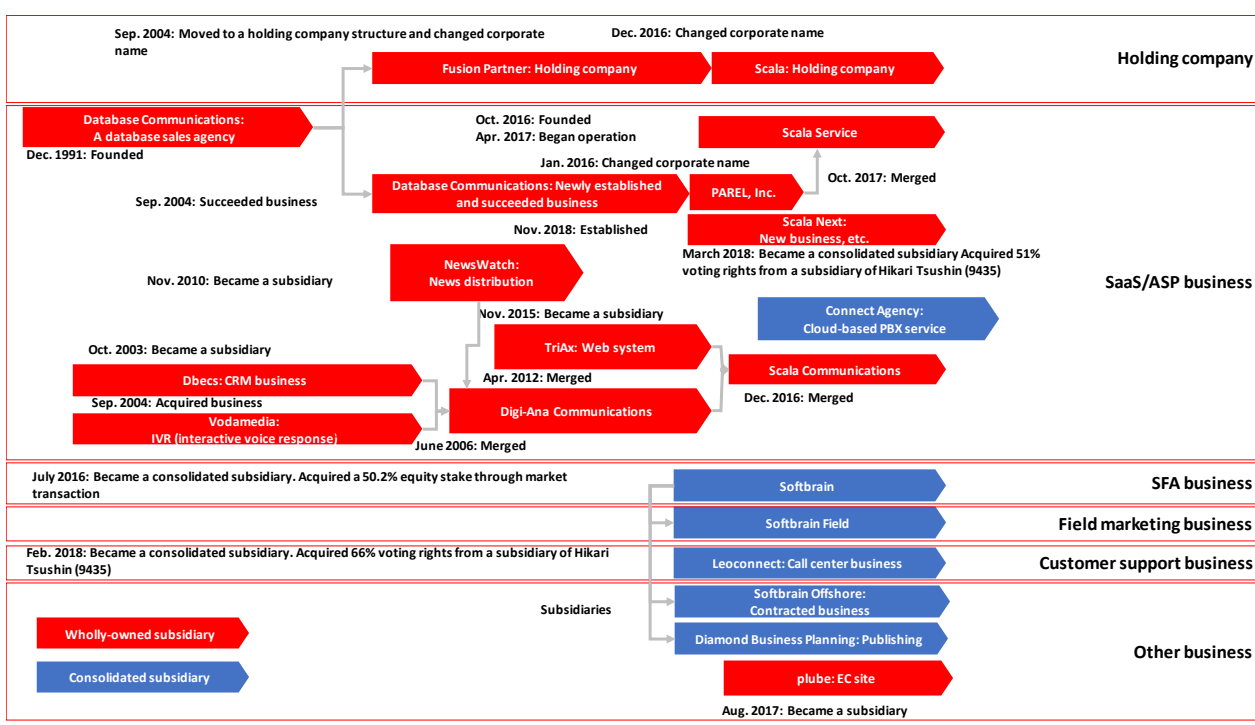 Sep. 2004: Moved to a holding company structure and changed corporate
name
Dec. 2016: Changed corporate name
Holding company
Fusion Partner: Holding company
Scala: Holding company
Database Communications:
A database sales agency
Dec. 1991: Founded
Oct. 2016: Founded
Apr. 2017: Began operation
Scala Service
Jan. 2016: Changed corporate name
Oct. 2017: Merged
Database Communications: Newly established
and succeeded business
PAREL, Inc.
Sep. 2004: Succeeded business
Nov. 2018: Established
Scala Next:
New business, etc.
March 2018: Became a consolidated subsidiary Acquired 51%
voting rights from a subsidiary of Hikari Tsushin (9435)
SaaS/ASP business
NewsWatch:
News distribution
Nov. 2010: Became a subsidiary
Connect Agency:
Cloud-based PBX service
Nov. 2015: Became a subsidiary
TriAx: Web system
Oct. 2003: Became a subsidiary
Dbecs: CRM business
Apr. 2012: Merged
Scala Communications
Sep. 2004: Acquired business
Dec. 2016: Merged
Digi-Ana Communications
Vodamedia:
IVR (interactive voice response)
June 2006: Merged
July 2016: Became a consolidated subsidiary. Acquired a 50.2% equity stake through market
transaction
Softbrain
SFA business
Softbrain Field
Field marketing business
Feb. 2018: Became a consolidated subsidiary. Acquired 66% voting rights from a subsidiary of Hikari
Tsushin (9435)
Leoconnect: Call center business
Customer support business
Softbrain Offshore:
Contracted business
Subsidiaries
Diamond Business Planning: Publishing
Other business
Wholly-owned subsidiary
Consolidated subsidiary
plube: EC site
Aug. 2017: Became a subsidiary